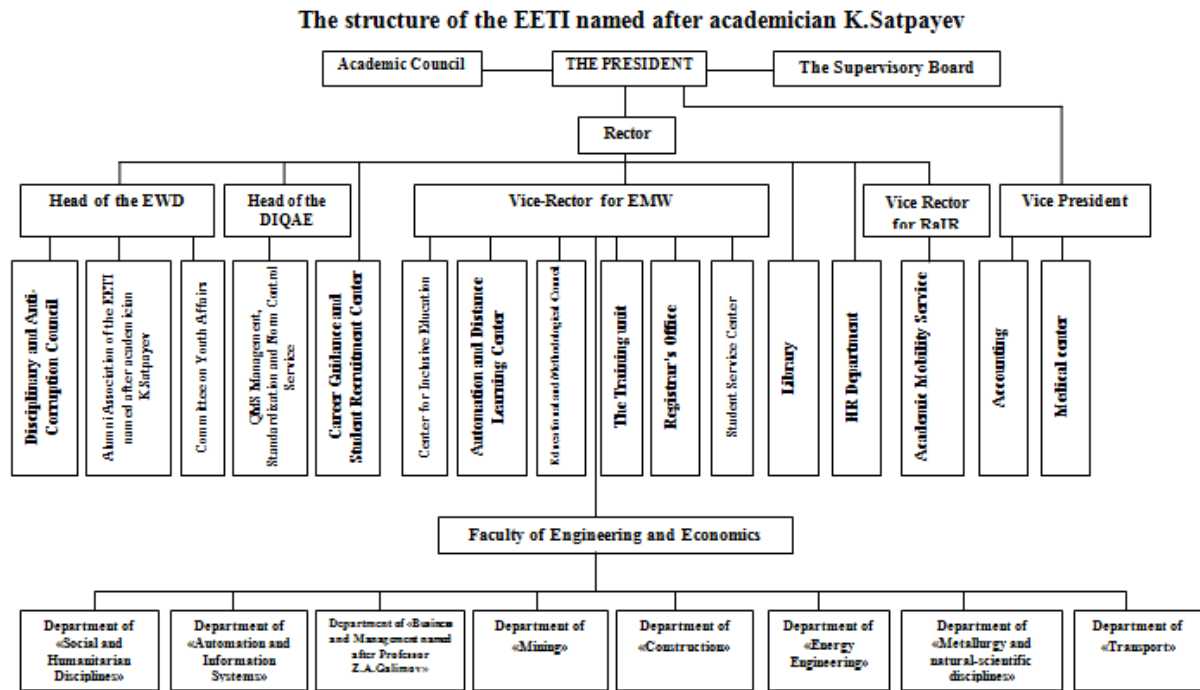 The structure of the EETI named after academician K.Satpayev
Academic Council
THE PRESIDENT
The Supervisory Board
Rector
Head of the EWD
Head of the
DIQAE
Vice-Rector for EMW
Vice Rector
for RaIR
Vice President
Disciplinary and Anti-
Corruption Council
Alumni Association of the EETI
named after academician
K.Satpayev
Committee on Youth Affairs
QMS Management,
Standardization and Norm Control
Service
Career Guidance and
Student Recruitment Center
Center for Inclusive Education
Automation and Distance
Learning Center
Educational and Methodological Council
The Training unit
Registrar's Office
Student Service Center
Library
HR Department
Academic Mobility Service
Accounting
Medical center
Faculty of Engineering and Economics
Department of
«Social and
Humanitarian
Disciplines»
Department of
«Automation and
Information
Systems»
Department of «Business
and Management named
after Professor
Z.A.Galimov»
Department of
«Mining»
Department of
«Construction»
Department of
«Energy
Engineering»
Department of
«Metallurgy and
natural-scientific
disciplines»
Department of
«Transport»